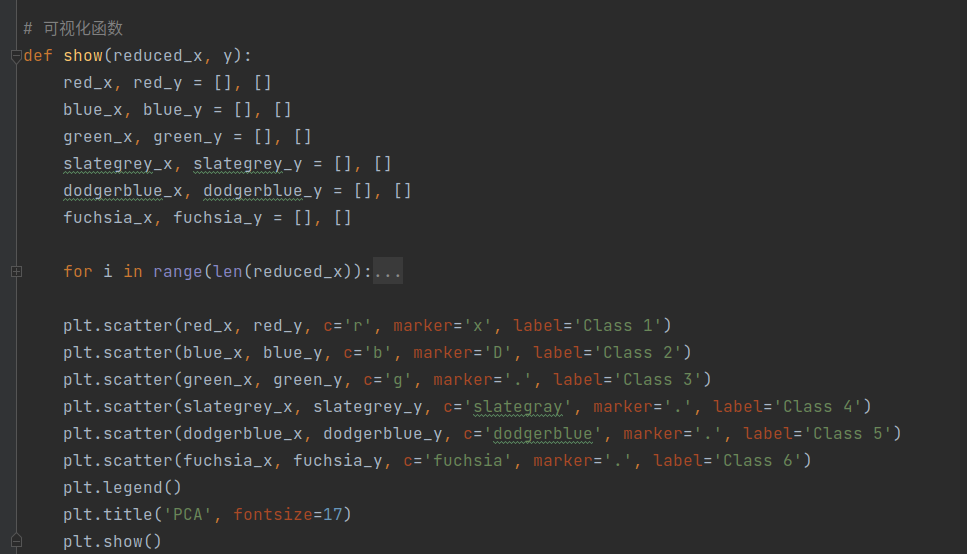 # 可视化函数
def show(reduced_x, y):
    red_x, red_y = [], []
    blue_x, blue_y = [], []
    green_x, green_y = [], []
    slategrey_x, slategrey_y = [], []
    dodgerblue_x, dodgerblue_y = [], []
    fuchsia_x, fuchsia_y = [], []
    for i in range(len(reduced_x)):...
    plt.scatter(red_x, red_y, c='r', marker='x', label='Class 1')
    plt.scatter(blue_x, blue_y, c='b', marker='D', label='Class 2')
    plt.scatter(green_x, green_y, c='g', marker='.', label='Class 3')
    plt.scatter(slategrey_x, slategrey_y, c='slategray', marker='.', label='Class 4')
    plt.scatter(dodgerblue_x, dodgerblue_y, c='dodgerblue', marker='.', label='Class 5')
    plt.scatter(fuchsia_x, fuchsia_y, c='fuchsia', marker='.', label='Class 6')
    plt.legend()
    plt.title('PCA', fontsize=17)
    plt.show()